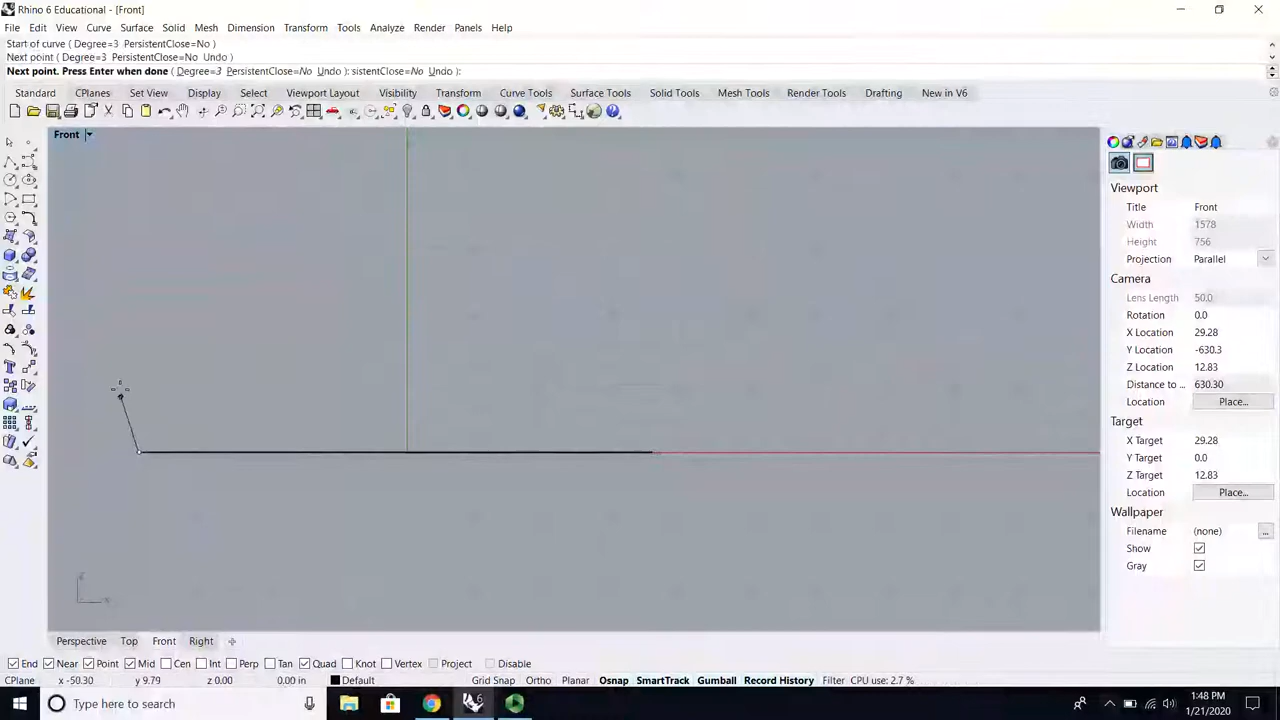 Rhino 6 Educational - [Front]
File Edit View Curve Surface Solid Mesh Dimension Transform Tools Analyze Render Panels Help
Start of curve ( Degree=3 PersistentClose=No )
Next point ( Degree=3 PersistentClose=No Undo )
Next point. Press Enter when done ( Degree=3 PersistentClose=No Undo ): sistentClose=No Undo ):
Standard CPlanes Set View Display Select Viewport Layout Visibility Transform Curve Tools Surface Tools Solid Tools Mesh Tools Render Tools Drafting New in V6
Front
Viewport
Title Front
Width 1578
Height 756
Projection Parallel
Camera
Lens Length 50.0
Rotation 0.0
X Location 29.28
Y Location -630.3
Z Location 12.83
Distance to ... 630.30
Location Place...
Target
X Target 29.28
Y Target 0.0
Z Target 12.83
Location Place...
Wallpaper
Filename (none) ...
Show
Gray
Perspective Top Front Right
End Near Point Mid Cen Int Perp Tan Quad Knot Vertex Project Disable
CPlane x -50.30 y 9.79 z 0.00 0.00 in Default Grid Snap Ortho Planar Osnap SmartTrack Gumball Record History Filter CPU use: 2.7 %
Type here to search
1:48 PM
1/21/2020